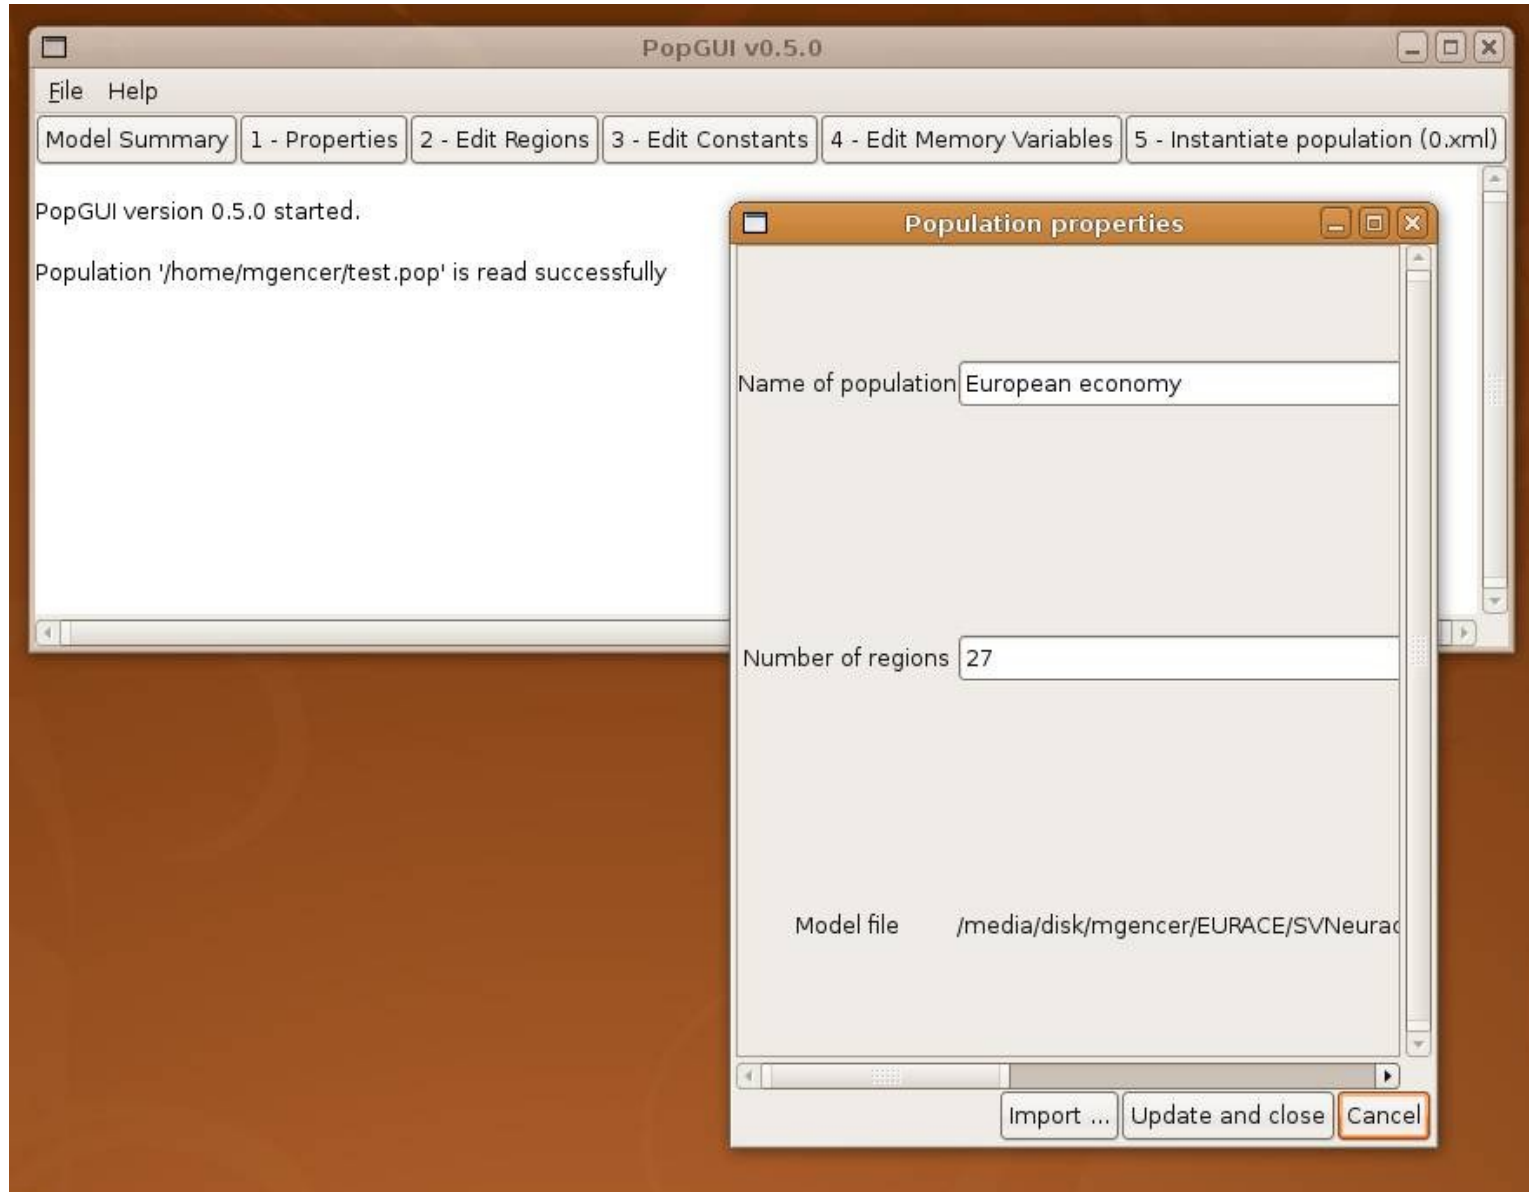 PopGUI v0.5.0
File Help
Model Summary 1 - Properties 2 - Edit Regions 3 - Edit Constants 4 - Edit Memory Variables 5 - Instantiate population (0.xml)
PopGUI version 0.5.0 started.
Population '/home/mgencer/test.pop' is read successfully
Population properties
Name of population European economy
Number of regions 27
Model file /media/disk/mgencer/EURACE/SVNeurac
Import ... Update and close Cancel